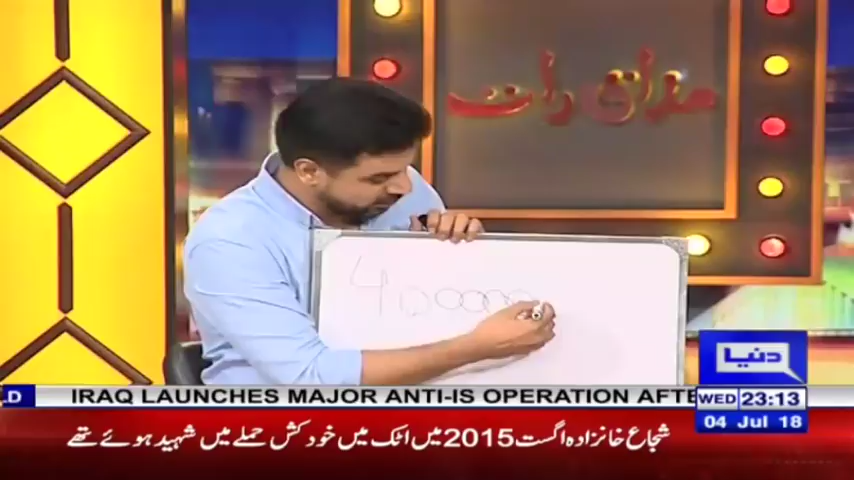 مذاق رات
4000000
دنیا
.D IRAQ LAUNCHES MAJOR ANTI-IS OPERATION AFTE
WED 23:13
04 Jul 18
شجاع خانزادہ اگست 2015 میں اٹک میں خودکش حملے میں شہید ہوئے تھے